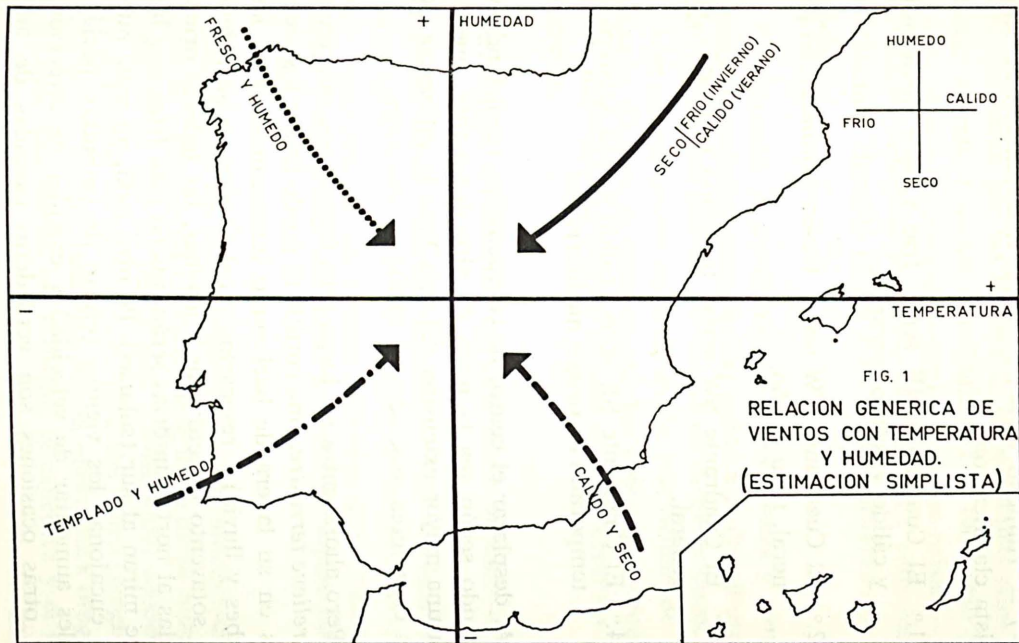 + HUMEDAD
FRESCO Y HUMEDO
SECO FRIO (INVIERNO)
CALIDO (VERANO)
HUMEDO
CALIDO
FRIO
SECO
- +
TEMPERATURA
FIG. 1
RELACION GENERICA DE
VIENTOS CON TEMPERATURA
Y HUMEDAD.
(ESTIMACION SIMPLISTA)
TEMPLADO Y HUMEDO
CALIDO Y SECO
-